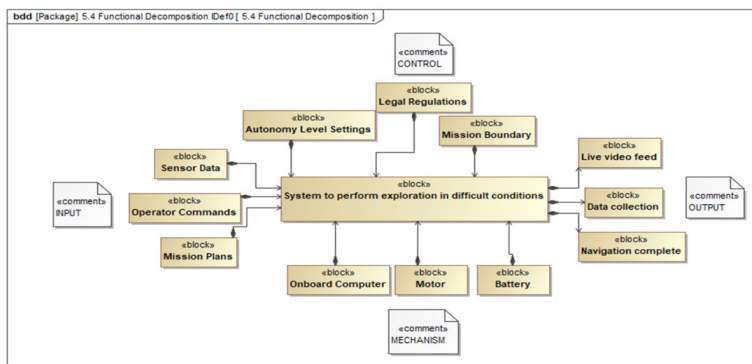 bdd [Package] 5.4 Functional Decomposition IDef0 [ 5.4 Functional Decomposition ]
«comment»
CONTROL
«block»
Legal Regulations
«block»
Autonomy Level Settings
«block»
Mission Boundary
«block»
Sensor Data
«block»
Live video feed
«block»
System to perform exploration in difficult conditions
«comment»
INPUT
«block»
Operator Commands
«block»
Data collection
«comment»
OUTPUT
«block»
Mission Plans
«block»
Navigation complete
«block»
Onboard Computer
«block»
Motor
«block»
Battery
«comment»
MECHANISM